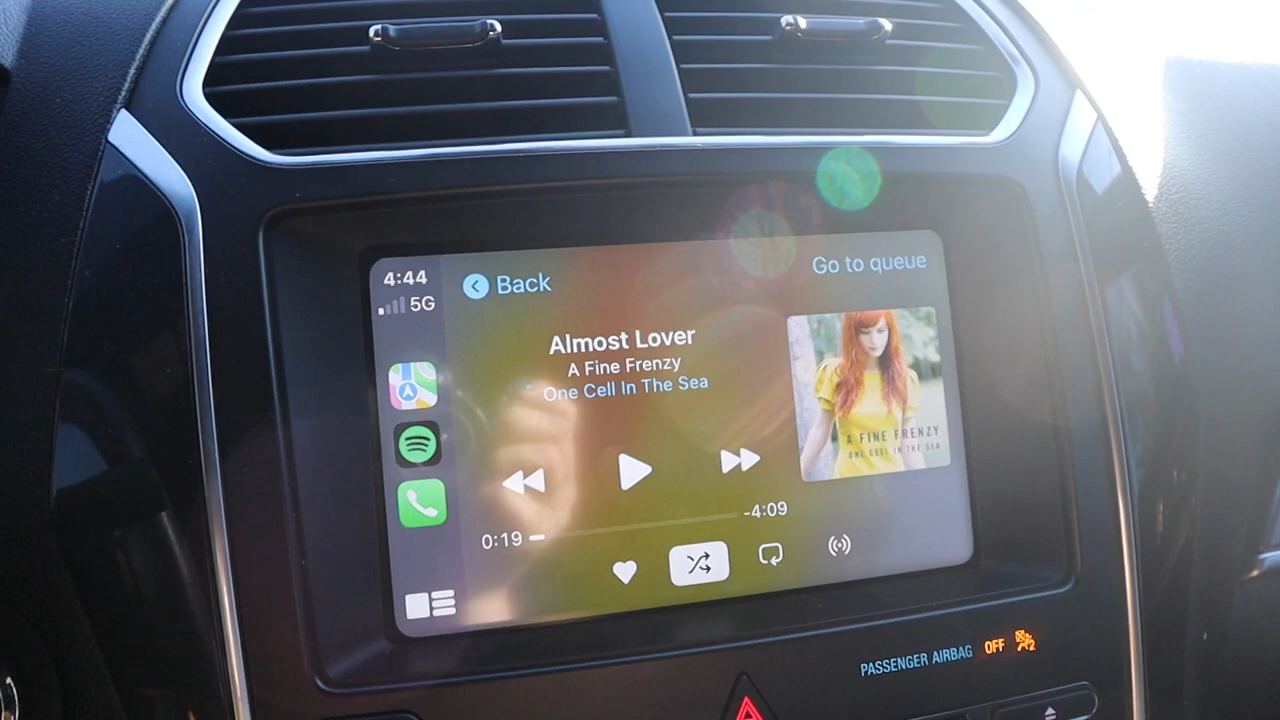 4:44
5G
Back
Go to queue
Almost Lover
A Fine Frenzy
One Cell In The Sea
A FINE FRENZY
ONE CELL IN THE SEA
0:19
-4:09
PASSENGER AIRBAG OFF
2